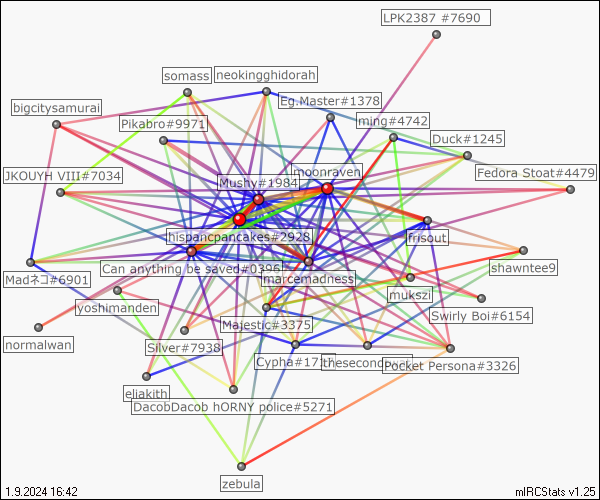 LPK2387 #7690
somass
neokingghidorah
bigcitysamurai
Eg.Master#1378
Pikabro#9971
ming#4742
Duck#1245
JKOUYH VIII#7034
moonraven
Fedora Stoat#4479
Mushy#1984
hispancpancakes#2928
frisout
Can anything be saved#0396
shawntee9
Madネコ#6901
marcemadness
mukszi
yoshimanden
Majestic#3375
Swirly Boi#6154
normalwan
Silver#7938
Pocket Persona#3326
eliakith
DacobDacob hORNY police#5271
zebula
1.9.2024 16:42
mIRCStats v1.25